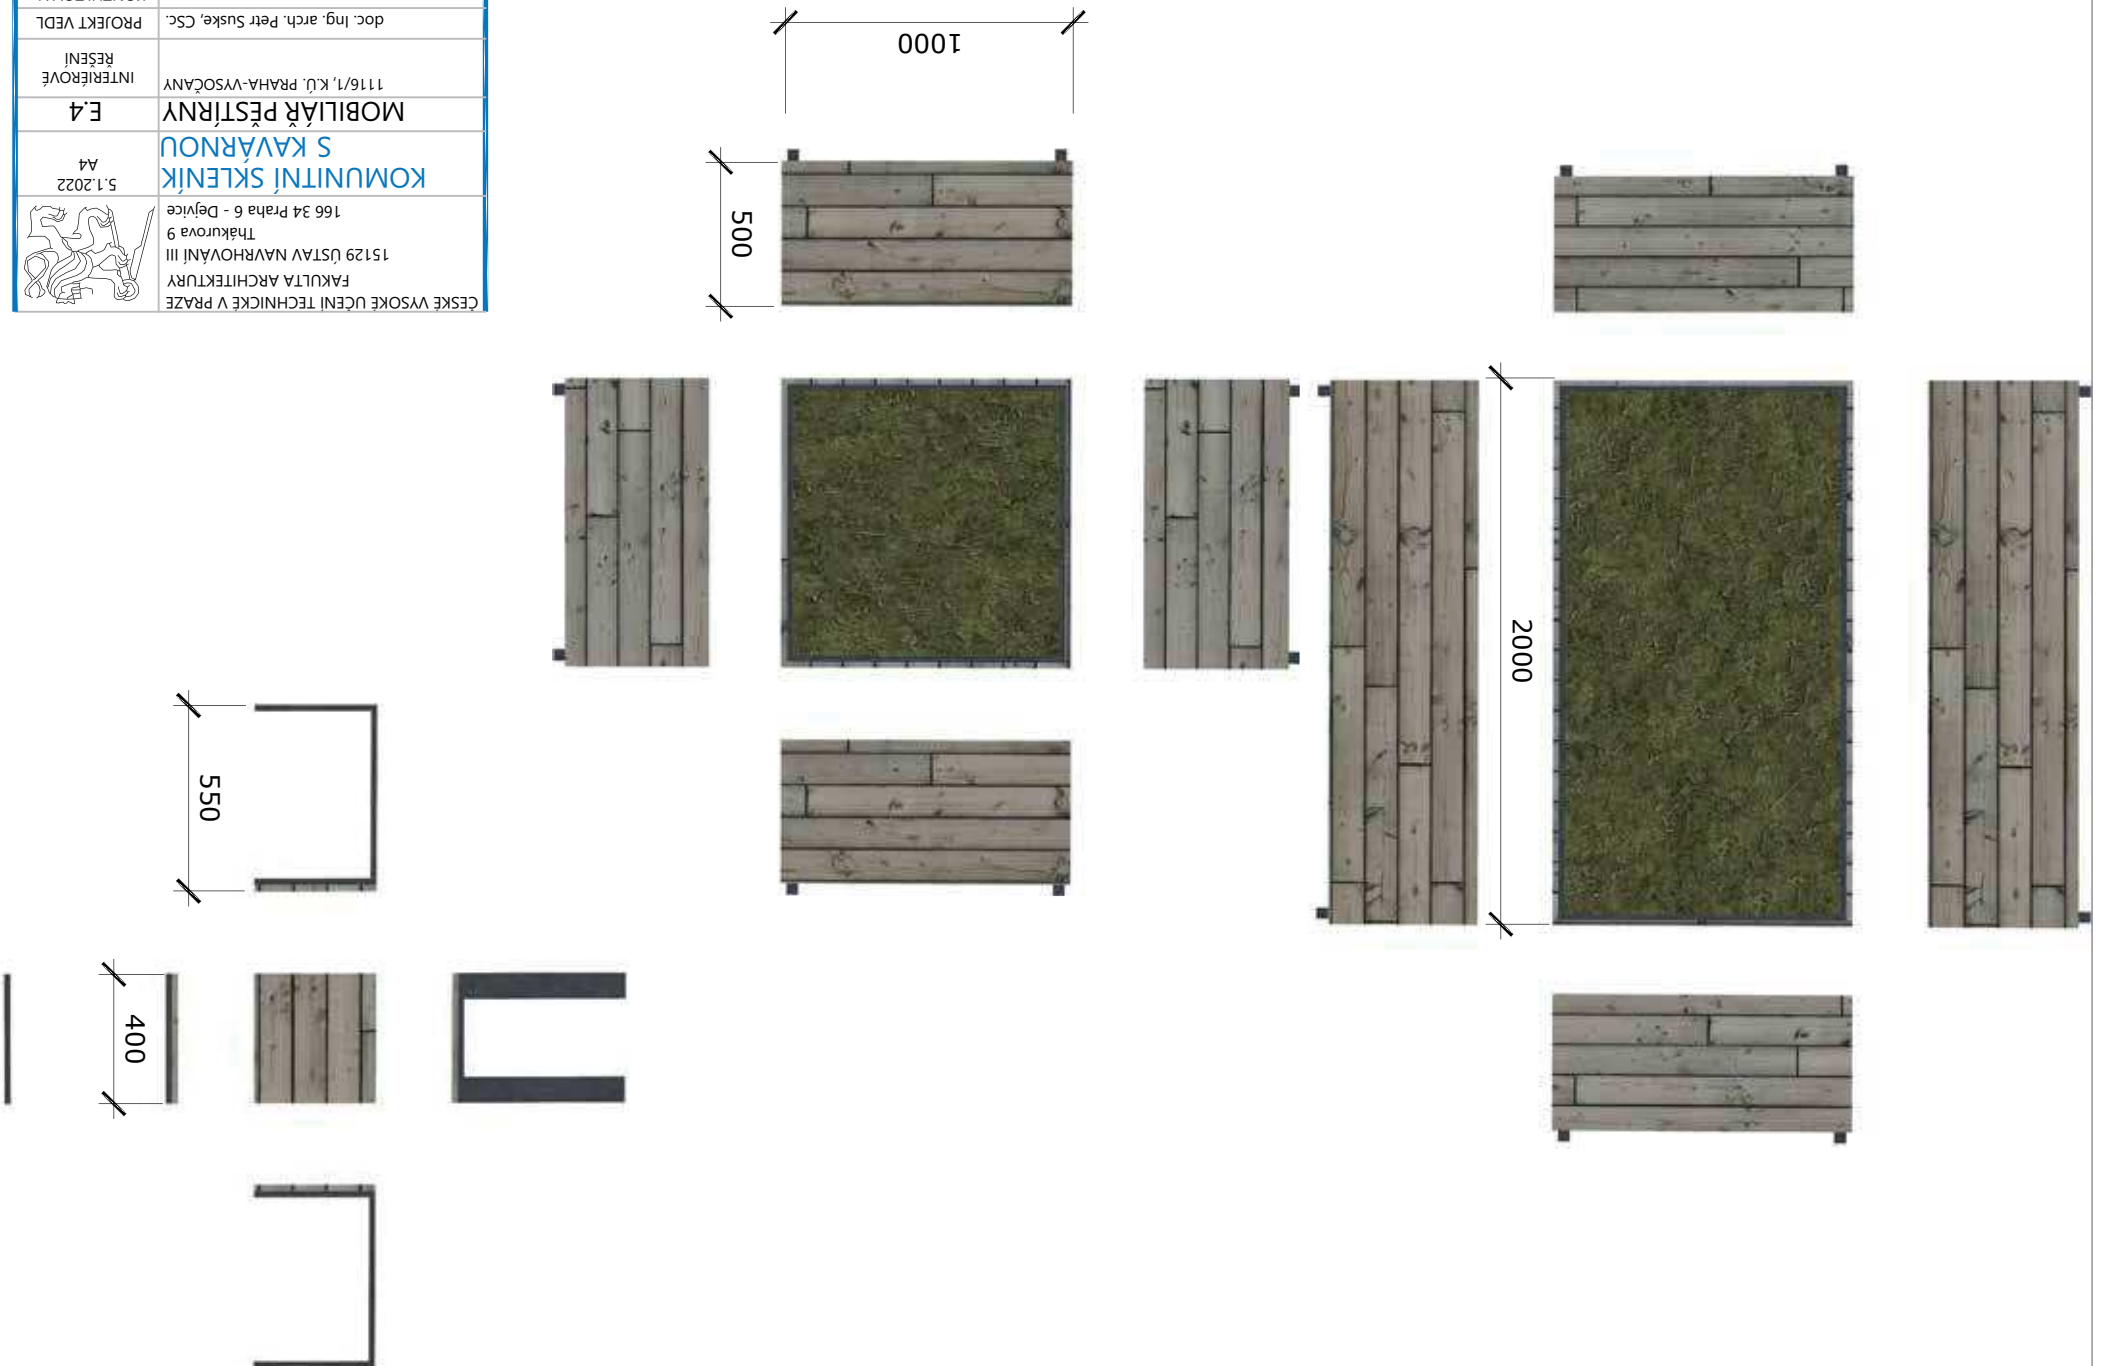 ČESKÉ VYSOKÉ UČENÍ TECHNICKÉ V PRAZE
FAKULTA ARCHITEKTURY
15129 ÚSTAV NAVRHOVÁNÍ III
Thákurova 9
166 34 Praha 6 - Dejvice
KOMUNITNÍ SKLENÍK
S KAVÁRNOU
5.1.2022
A4
MOBILIÁŘ PĚSTÍRNY
E.4
1116/1, K.Ú. PRAHA-VYSOČANY
INTERIÉROVÉ
ŘEŠENÍ
doc. Ing. arch. Petr Suske, CSc.
PROJEKT VEDL
1000
500
2000
550
400